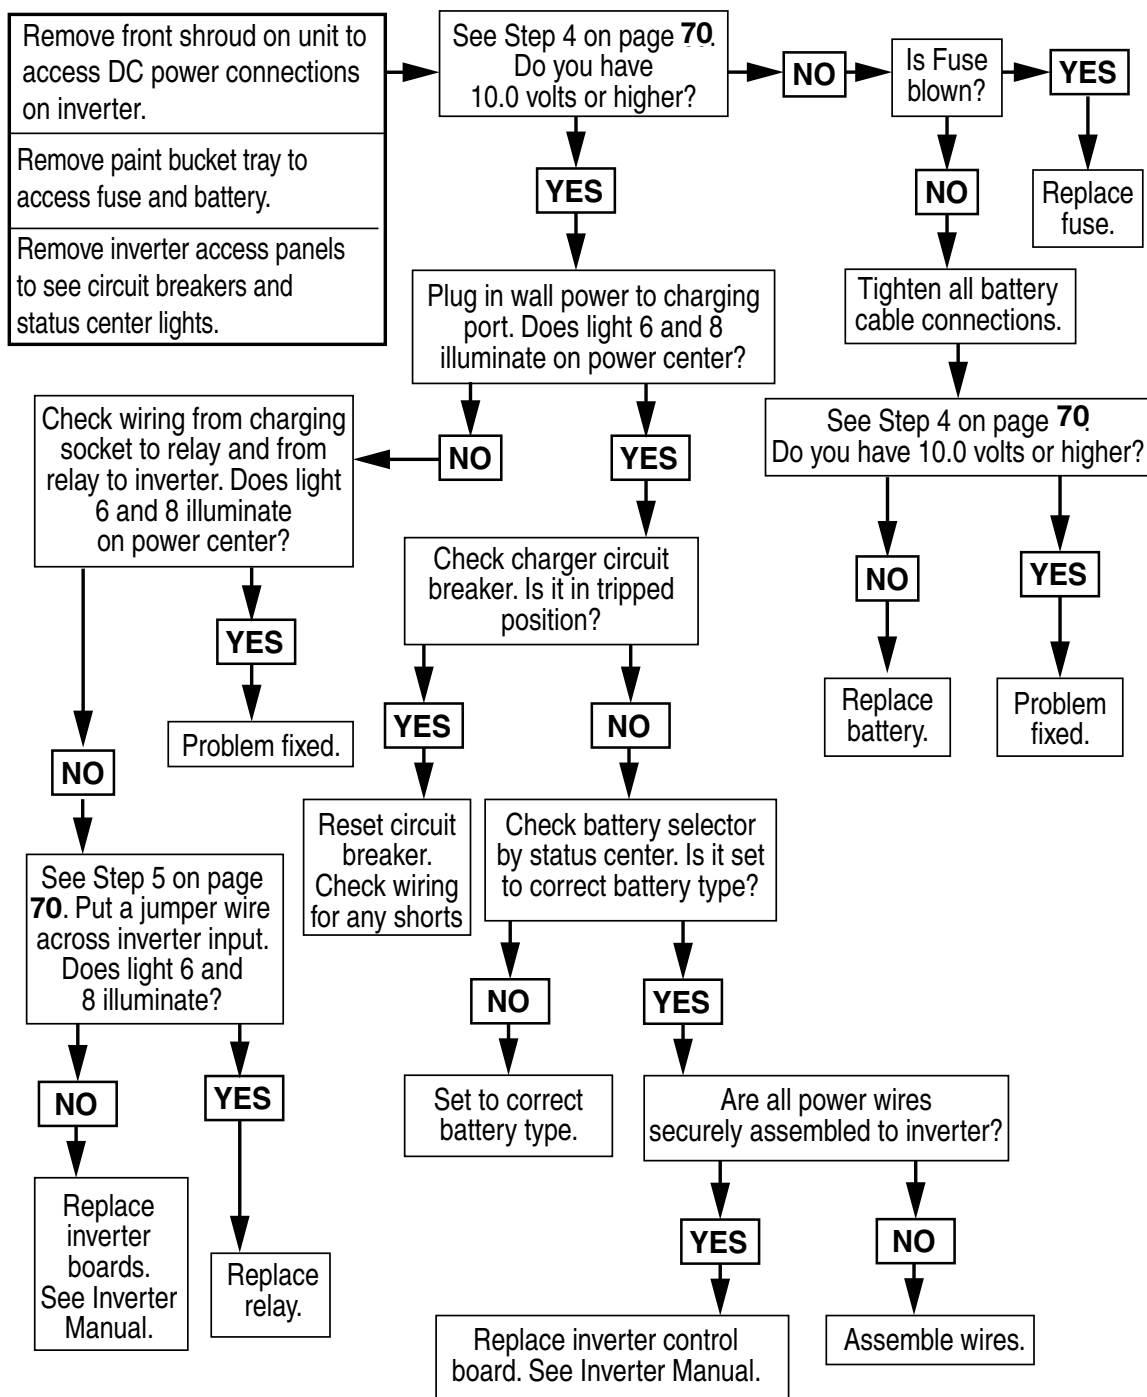 Remove front shroud on unit to
access DC power connections
on inverter.
Remove paint bucket tray to
access fuse and battery.
Remove inverter access panels
to see circuit breakers and
status center lights.
See Step 4 on page 70.
Do you have
10.0 volts or higher?
NO
Is Fuse
blown?
YES
Replace
fuse.
NO
Tighten all battery
cable connections.
See Step 4 on page 70.
Do you have 10.0 volts or higher?
NO
Replace
battery.
YES
Problem
fixed.
YES
Plug in wall power to charging
port. Does light 6 and 8
illuminate on power center?
NO
Check wiring from charging
socket to relay and from
relay to inverter. Does light
6 and 8 illuminate
on power center?
YES
Problem fixed.
NO
See Step 5 on page
70. Put a jumper wire
across inverter input.
Does light 6 and
8 illuminate?
NO
Replace
inverter
boards.
See Inverter
Manual.
YES
Replace
relay.
YES
Check charger circuit
breaker. Is it in tripped
position?
YES
Reset circuit
breaker.
Check wiring
for any shorts
NO
Check battery selector
by status center. Is it set
to correct battery type?
NO
Set to correct
battery type.
YES
Are all power wires
securely assembled to inverter?
YES
Replace inverter control
board. See Inverter Manual.
NO
Assemble wires.